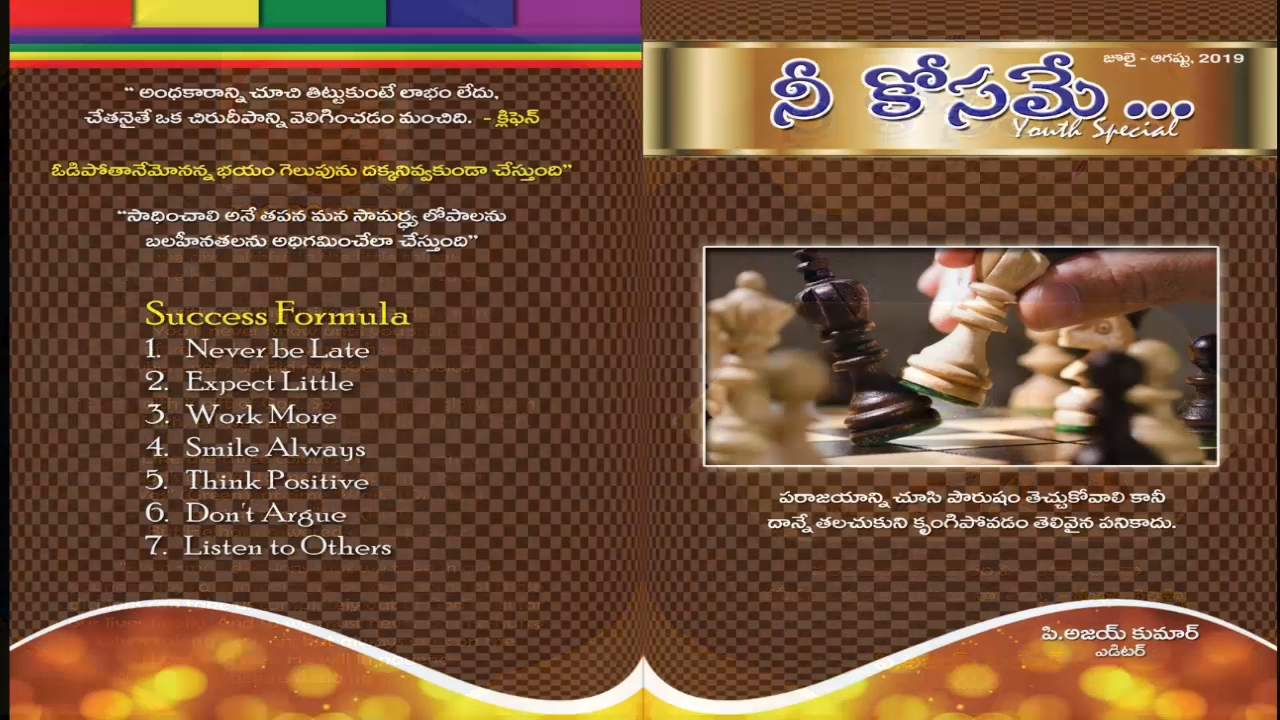 “ అంధకారాన్ని చూచి తిట్టుకుంటే లాభం లేదు,
చేతనైతే ఒక చిరుదీపాన్ని వెలిగించడం మంచిది. - క్లిఫెన్
ఓడిపోతానేమోనన్న భయం గెలుపును దక్కనివ్వకుండా చేస్తుంది”
“సాధించాలి అనే తపన మన సామర్ధ్య లోపాలను
బలహీనతలను అధిగమించేలా చేస్తుంది”
Success Formula
1. Never be Late
2. Expect Little
3. Work More
4. Smile Always
5. Think Positive
6. Don't Argue
7. Listen to Others
జూలై - ఆగష్టు, 2019
నీ కోసమే ...
Youth Special
పరాజయాన్ని చూసి పౌరుషం తెచ్చుకోవాలి కానీ
దాన్నే తలచుకుని కృంగిపోవడం తెలివైన పనికాదు.
పి.అజయ్ కుమార్
ఎడిటర్